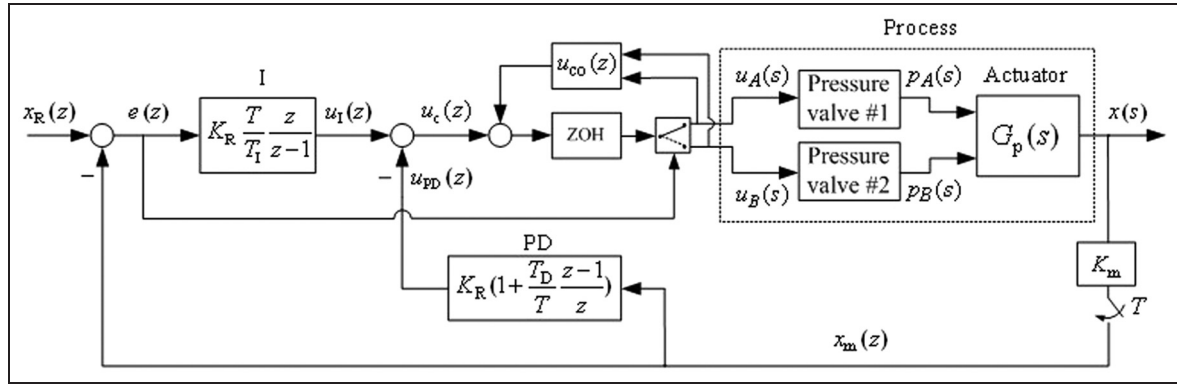 Process
I
u_co(z)
u_A(s)
Pressure
valve #1
p_A(s)
Actuator
x_R(z)
e(z)
K_R T/T_I z/(z-1)
u_I(z)
u_c(z)
ZOH
G_p(s)
x(s)
−
−
u_PD(z)
u_B(s)
Pressure
valve #2
p_B(s)
PD
K_R(1+ T_D/T (z-1)/z)
K_m
T
x_m(z)